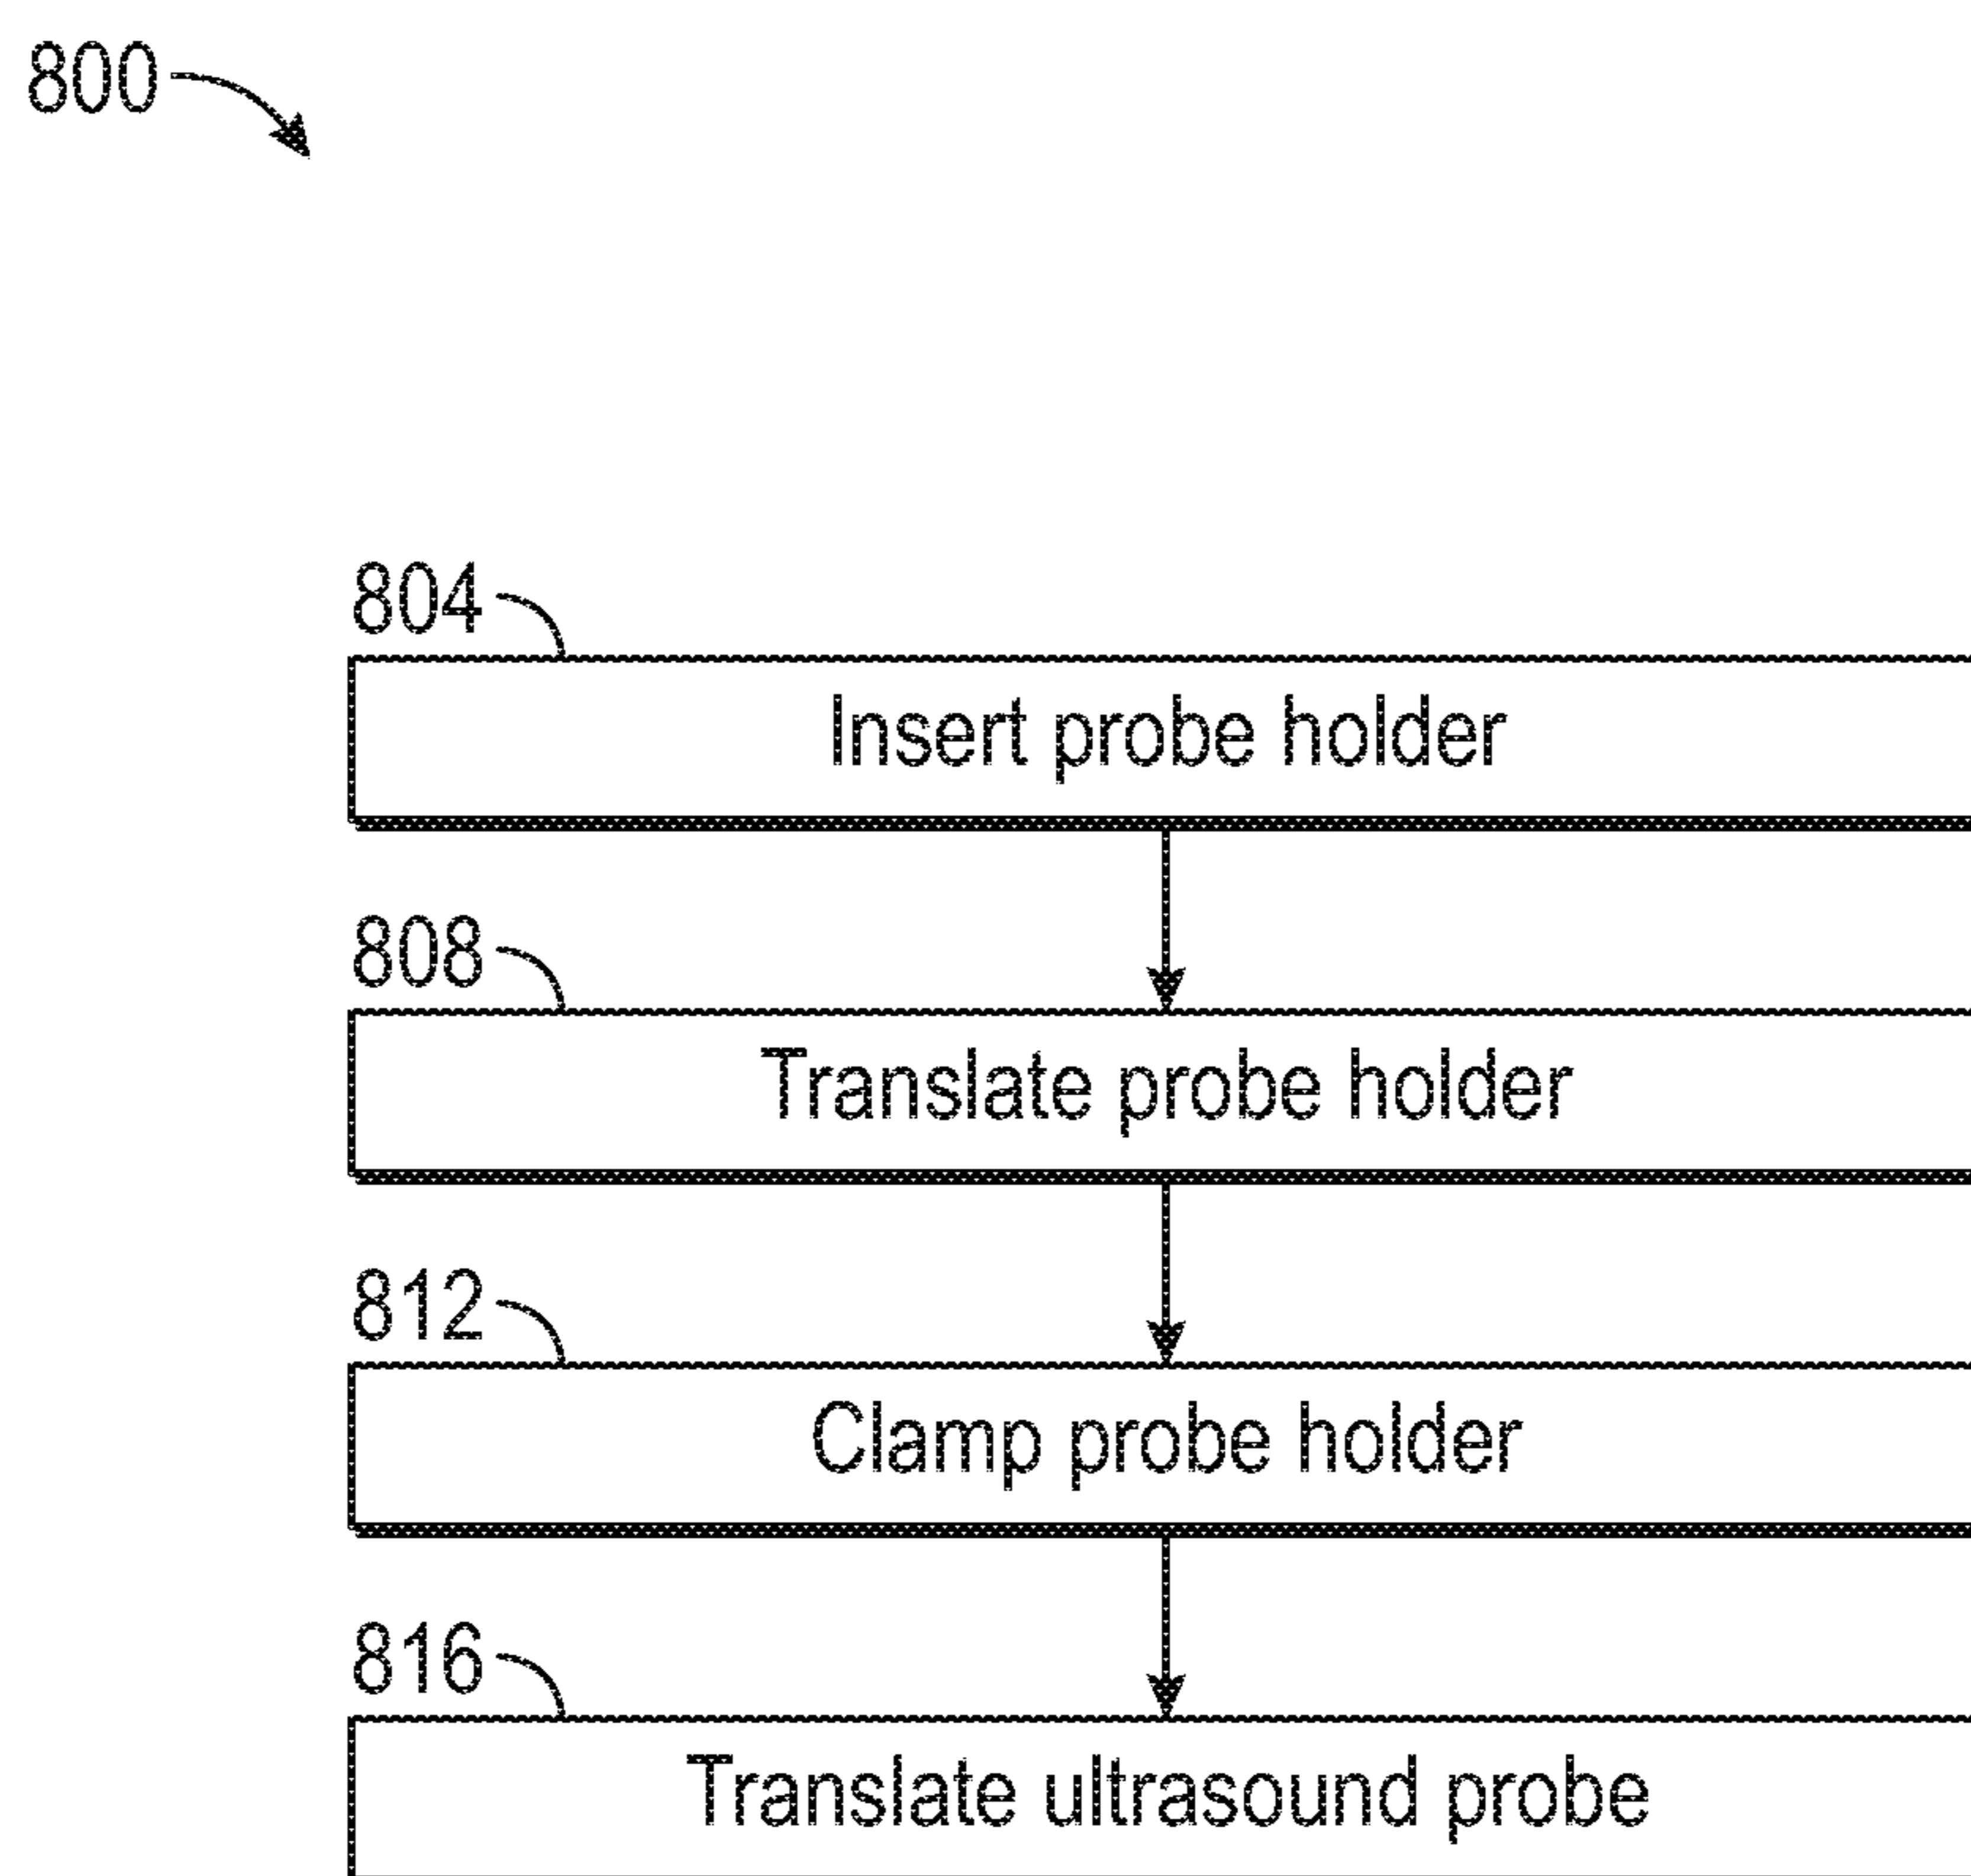 800
804
Insert probe holder
808
Translate probe holder
812
Clamp probe holder
816
Translate ultrasound probe